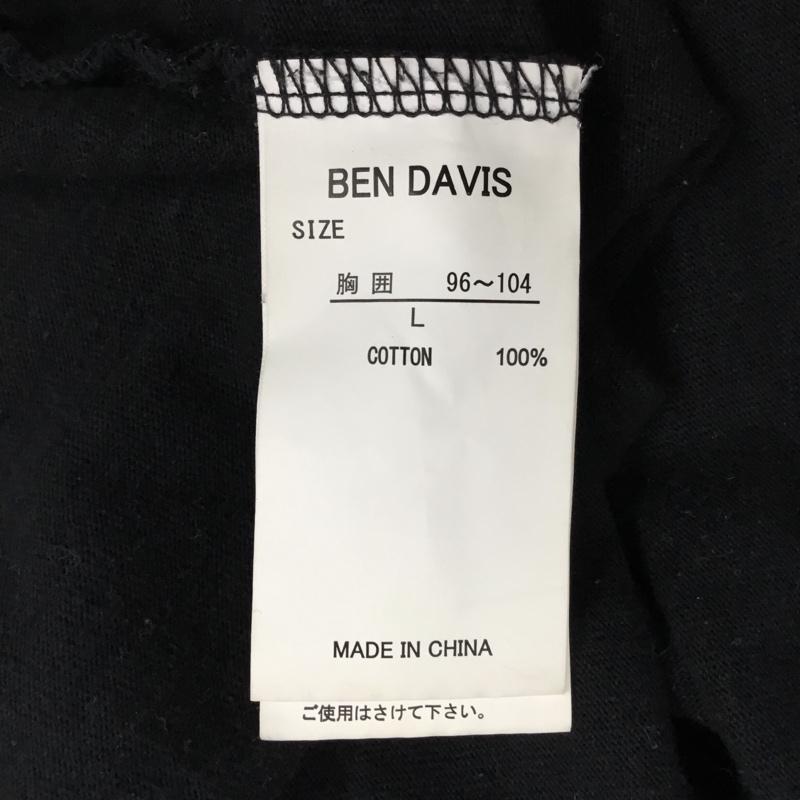 BEN DAVIS
SIZE
胸囲 96～104
L
COTTON 100%
MADE IN CHINA
ご使用はさけて下さい。